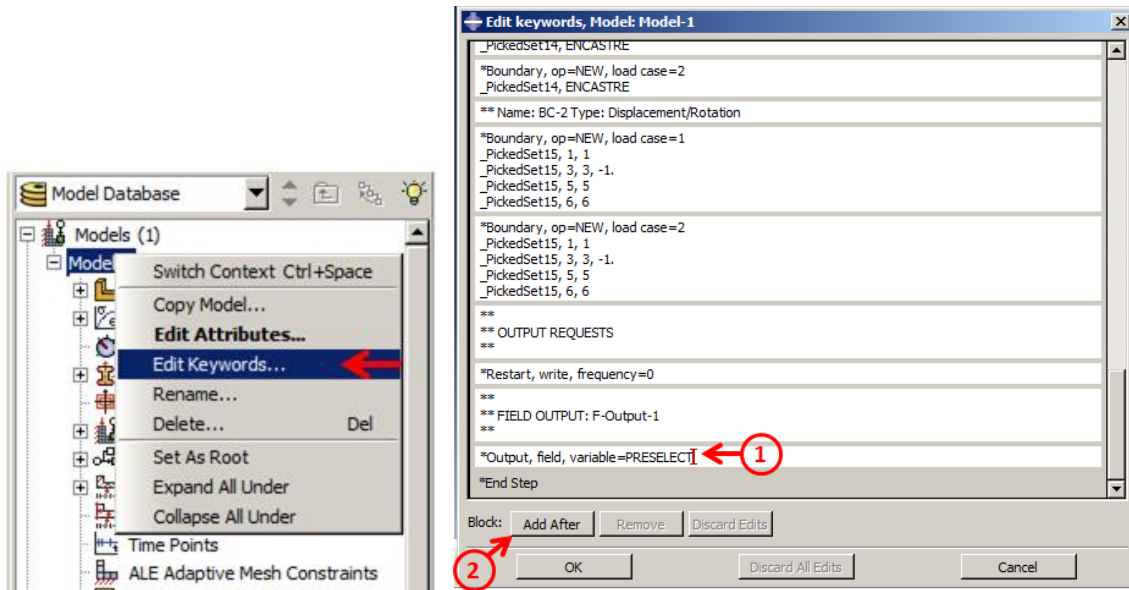 Model Database
Models (1)
Model
Switch Context Ctrl+Space
Copy Model...
Edit Attributes...
Edit Keywords...
Rename...
Delete... Del
Set As Root
Expand All Under
Collapse All Under
Time Points
ALE Adaptive Mesh Constraints
Edit keywords, Model: Model-1
_PickedSet14, ENCASTRE
*Boundary, op=NEW, load case=2
_PickedSet14, ENCASTRE
** Name: BC-2 Type: Displacement/Rotation
*Boundary, op=NEW, load case=1
_PickedSet15, 1, 1
_PickedSet15, 3, 3, -1.
_PickedSet15, 5, 5
_PickedSet15, 6, 6
*Boundary, op=NEW, load case=2
_PickedSet15, 1, 1
_PickedSet15, 3, 3, -1.
_PickedSet15, 5, 5
_PickedSet15, 6, 6
**
** OUTPUT REQUESTS
**
*Restart, write, frequency=0
**
** FIELD OUTPUT: F-Output-1
**
*Output, field, variable=PRESELECT
1
*End Step
Block: Add After Remove Discard Edits
2
OK Discard All Edits Cancel